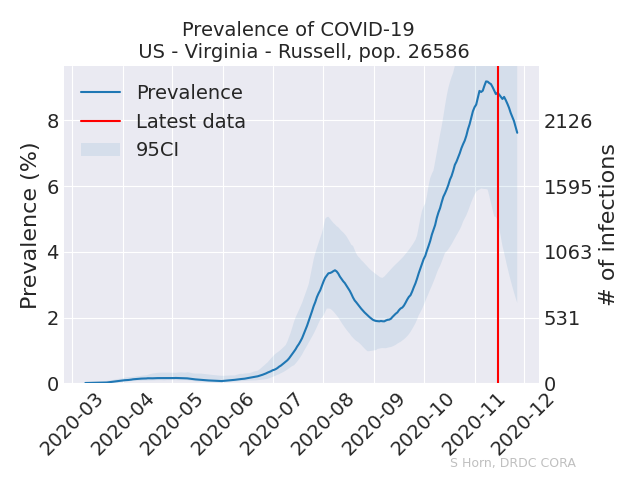 Prevalence of COVID-19
US - Virginia - Russell, pop. 26586
Prevalence
Latest data
95CI
Prevalence (%)
8
6
4
2
0
2126
1595
1063
531
0
# of infections
2020-03
2020-04
2020-05
2020-06
2020-07
2020-08
2020-09
2020-10
2020-11
2020-12
S Horn, DRDC CORA